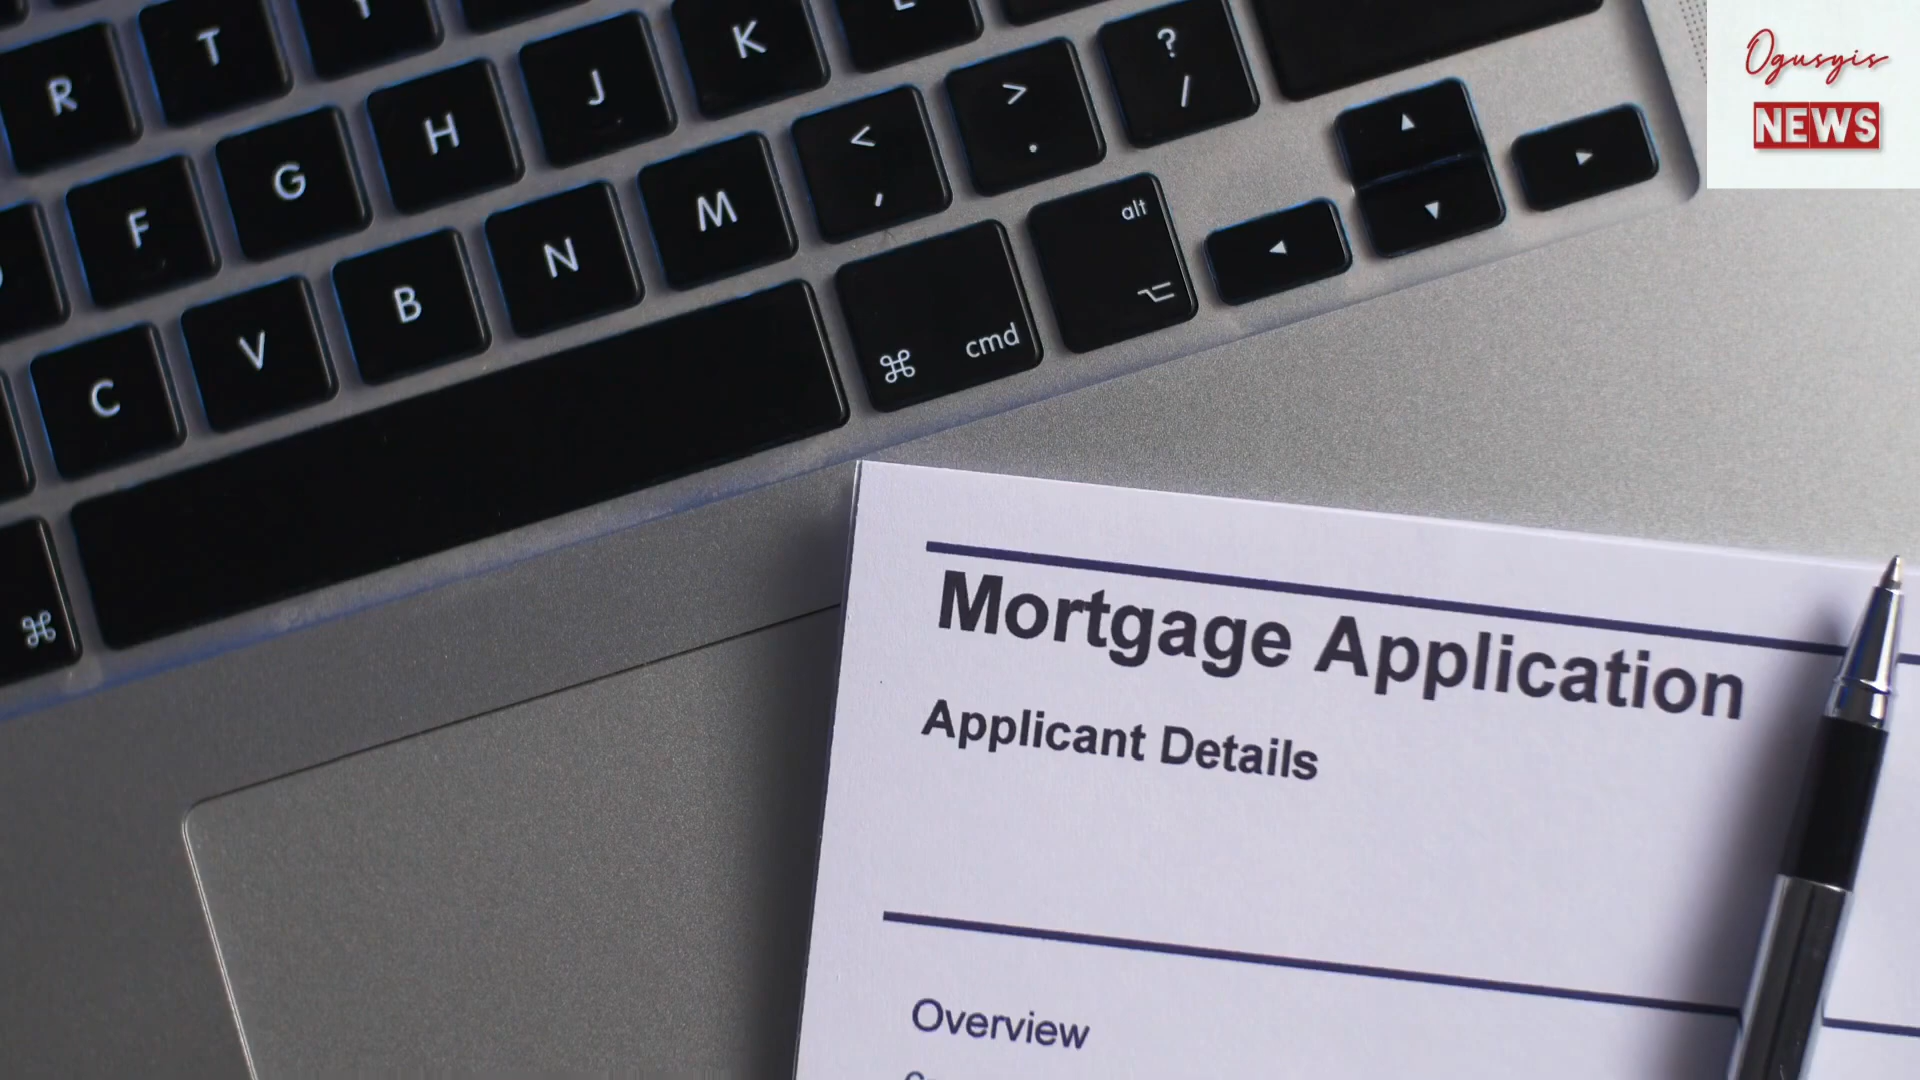 Ogusyis
NEWS
T
K
R
J
?
/
H
>
.
G
<
,
F
M
alt
N
B
cmd
V
C
Mortgage Application
Applicant Details
Overview